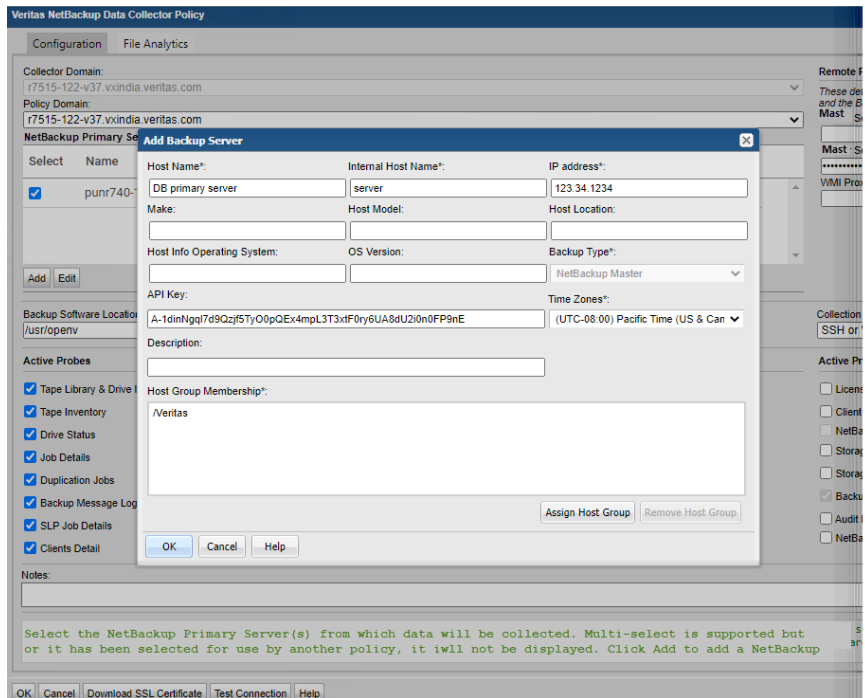 Veritas NetBackup Data Collector Policy
Configuration File Analytics
Collector Domain:
r7515-122-v37.vxindia.veritas.com
Policy Domain:
r7515-122-v37.vxindia.veritas.com
NetBackup Primary Se
Select Name
punr740-1
Add Edit
Backup Software Location
/usr/openv
Active Probes
Tape Library & Drive I
Tape Inventory
Drive Status
Job Details
Duplication Jobs
Backup Message Log
SLP Job Details
Clients Detail
Add Backup Server
Host Name*: Internal Host Name*: IP address*:
DB primary server server 123.34.1234
Make: Host Model: Host Location:
Host Info Operating System: OS Version: Backup Type*:
NetBackup Master
API Key: Time Zones*:
A-1dinNgql7d9Qzjf5TyO0pQEx4mpL3T3xtF0ry6UA8dU2i0n0FP9nE (UTC-08:00) Pacific Time (US & Can
Description:
Host Group Membership*:
/Veritas
Assign Host Group Remove Host Group
OK Cancel Help
Remote P
These det
and the B
Mast Se
Mast Se
WMI Prox
Collection
SSH or
Active Pr
Licens
Client
NetBa
Storag
Storag
Backu
Audit
NetBa
Notes:
Select the NetBackup Primary Server(s) from which data will be collected. Multi-select is supported but
or it has been selected for use by another policy, it iwll not be displayed. Click Add to add a NetBackup
OK Cancel Download SSL Certificate Test Connection Help